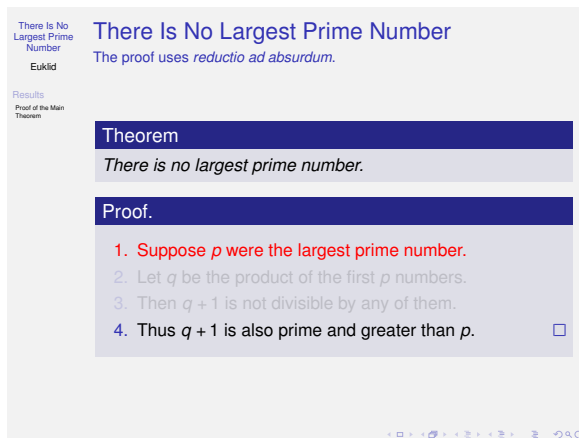 There Is No
Largest Prime
Number
Euklid
Results
Proof of the Main
Theorem
There Is No Largest Prime Number
The proof uses reductio ad absurdum.
Theorem
There is no largest prime number.
Proof.
1. Suppose p were the largest prime number.
2. Let q be the product of the first p numbers.
3. Then q + 1 is not divisible by any of them.
4. Thus q + 1 is also prime and greater than p. □